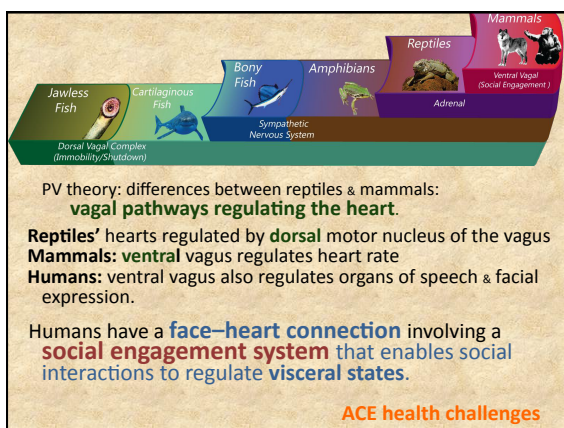 Mammals
Reptiles
Bony
Fish
Amphibians
Jawless
Fish
Cartilaginous
Fish
Ventral Vagal
(Social Engagement )
Adrenal
Sympathetic
Nervous System
Dorsal Vagal Complex
(Immobility/Shutdown)
PV theory: differences between reptiles & mammals:
vagal pathways regulating the heart.
Reptiles’ hearts regulated by dorsal motor nucleus of the vagus
Mammals: ventral vagus regulates heart rate
Humans: ventral vagus also regulates organs of speech & facial
expression.
Humans have a face–heart connection involving a
social engagement system that enables social
interactions to regulate visceral states.
ACE health challenges